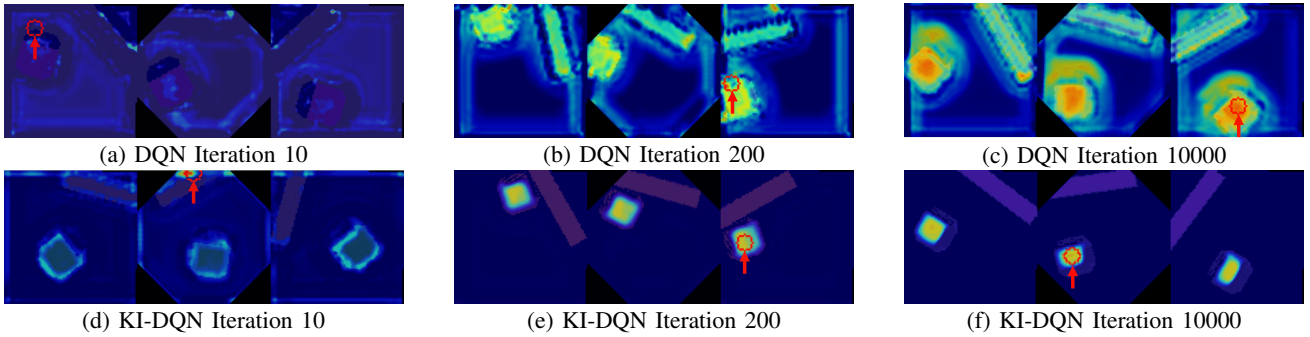 (a) DQN Iteration 10
(b) DQN Iteration 200
(c) DQN Iteration 10000
(d) KI-DQN Iteration 10
(e) KI-DQN Iteration 200
(f) KI-DQN Iteration 10000